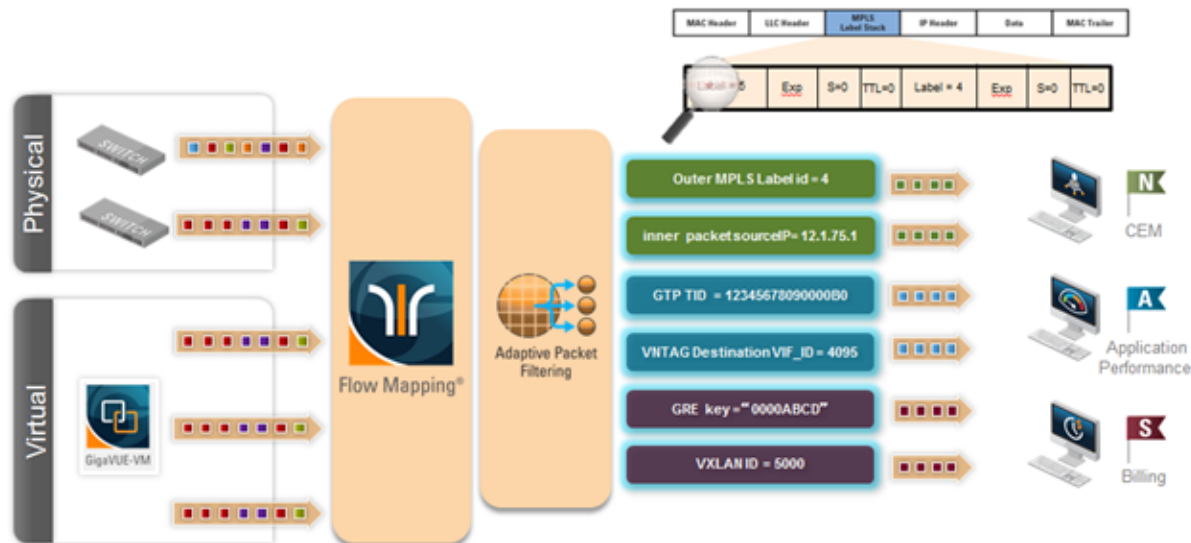 MAC Header LLC Header MPLS Label Stack IP Header Data MAC Trailer
Label = 5 Exp S=0 TTL=0 Label = 4 Exp S=0 TTL=0
Physical
SWITCH
SWITCH
Virtual
GigaVUE-VM
Flow Mapping®
Adaptive Packet
Filtering
Outer MPLS Label id = 4
inner packet sourceIP= 12.1.75.1
GTP TID = 12345678090000B0
VNTAG Destination VIIF_ID = 4095
GRE key ="0000ABCD"
VXLAN ID = 5000
N
CEM
A
Application
Performance
S
Billing